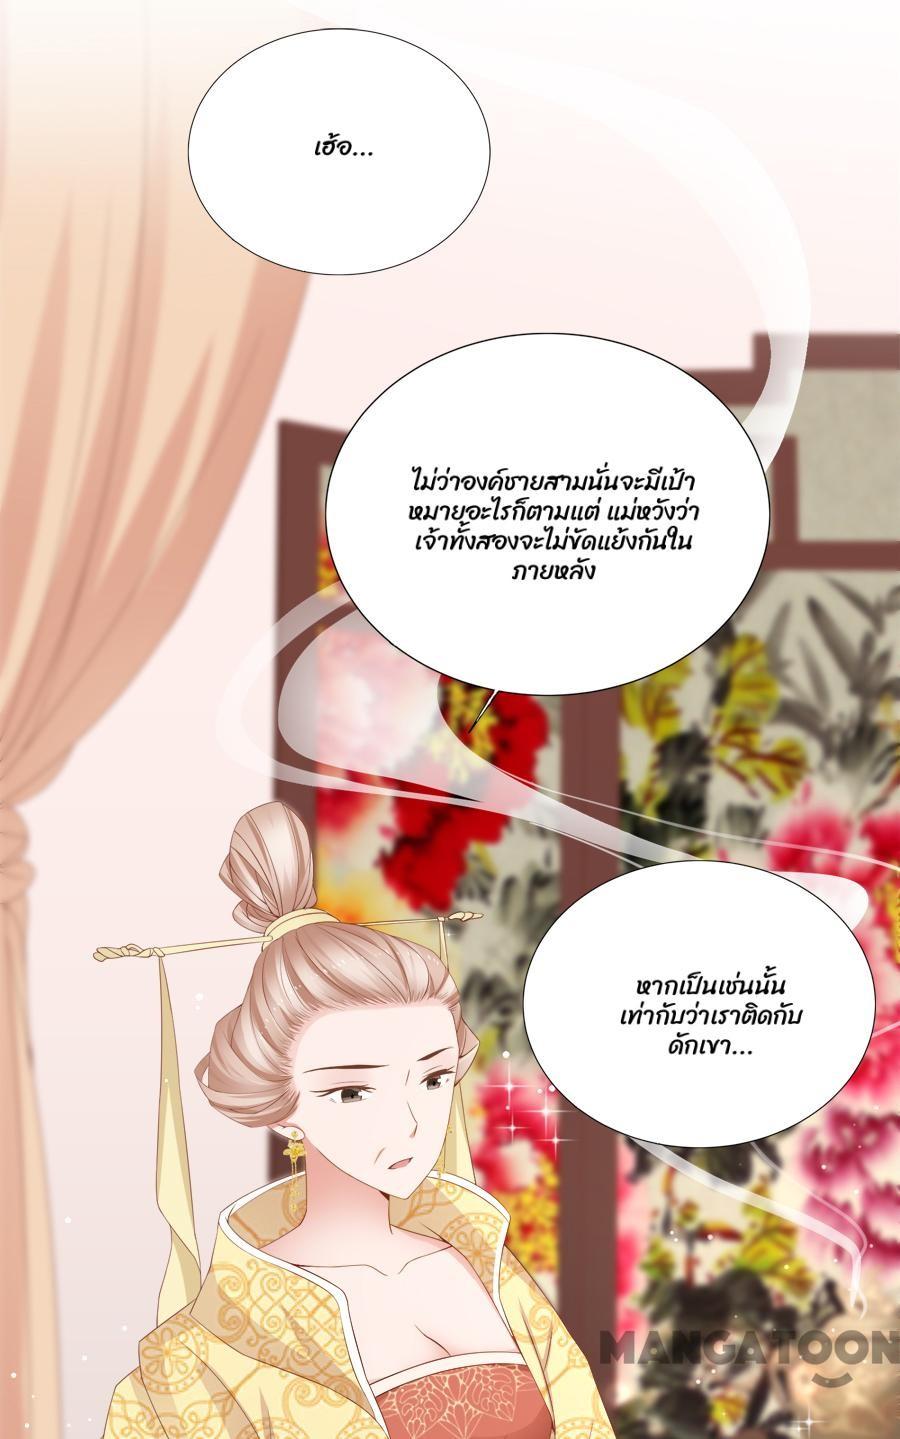 เฮ้อ...
ไม่ว่าองค์ชายสามนั่นจะมีเป้า
หมายอะไรก็ตามแต่ แม่หวังว่า
เจ้าทั้งสองจะไม่ขัดแย้งกันใน
ภายหลัง
หากเป็นเช่นนั้น
เท่ากับว่าเราติดกับ
ดักเขา...
MANGATOON